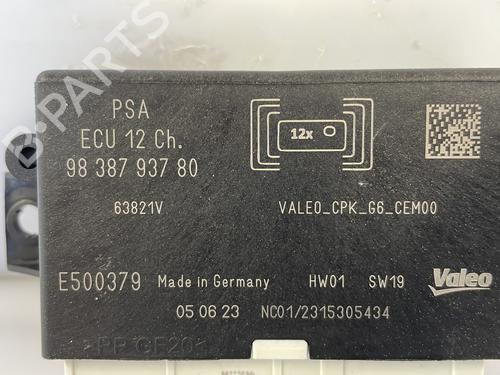 PSA
ECU 12 Ch.
98 387 937 80
12x
63821V
VALEO_CPK_G6_CEM00
E500379
Made in Germany
HW01
SW19
Valeo
05 06 23
NC01/2315305434
B-PARTS